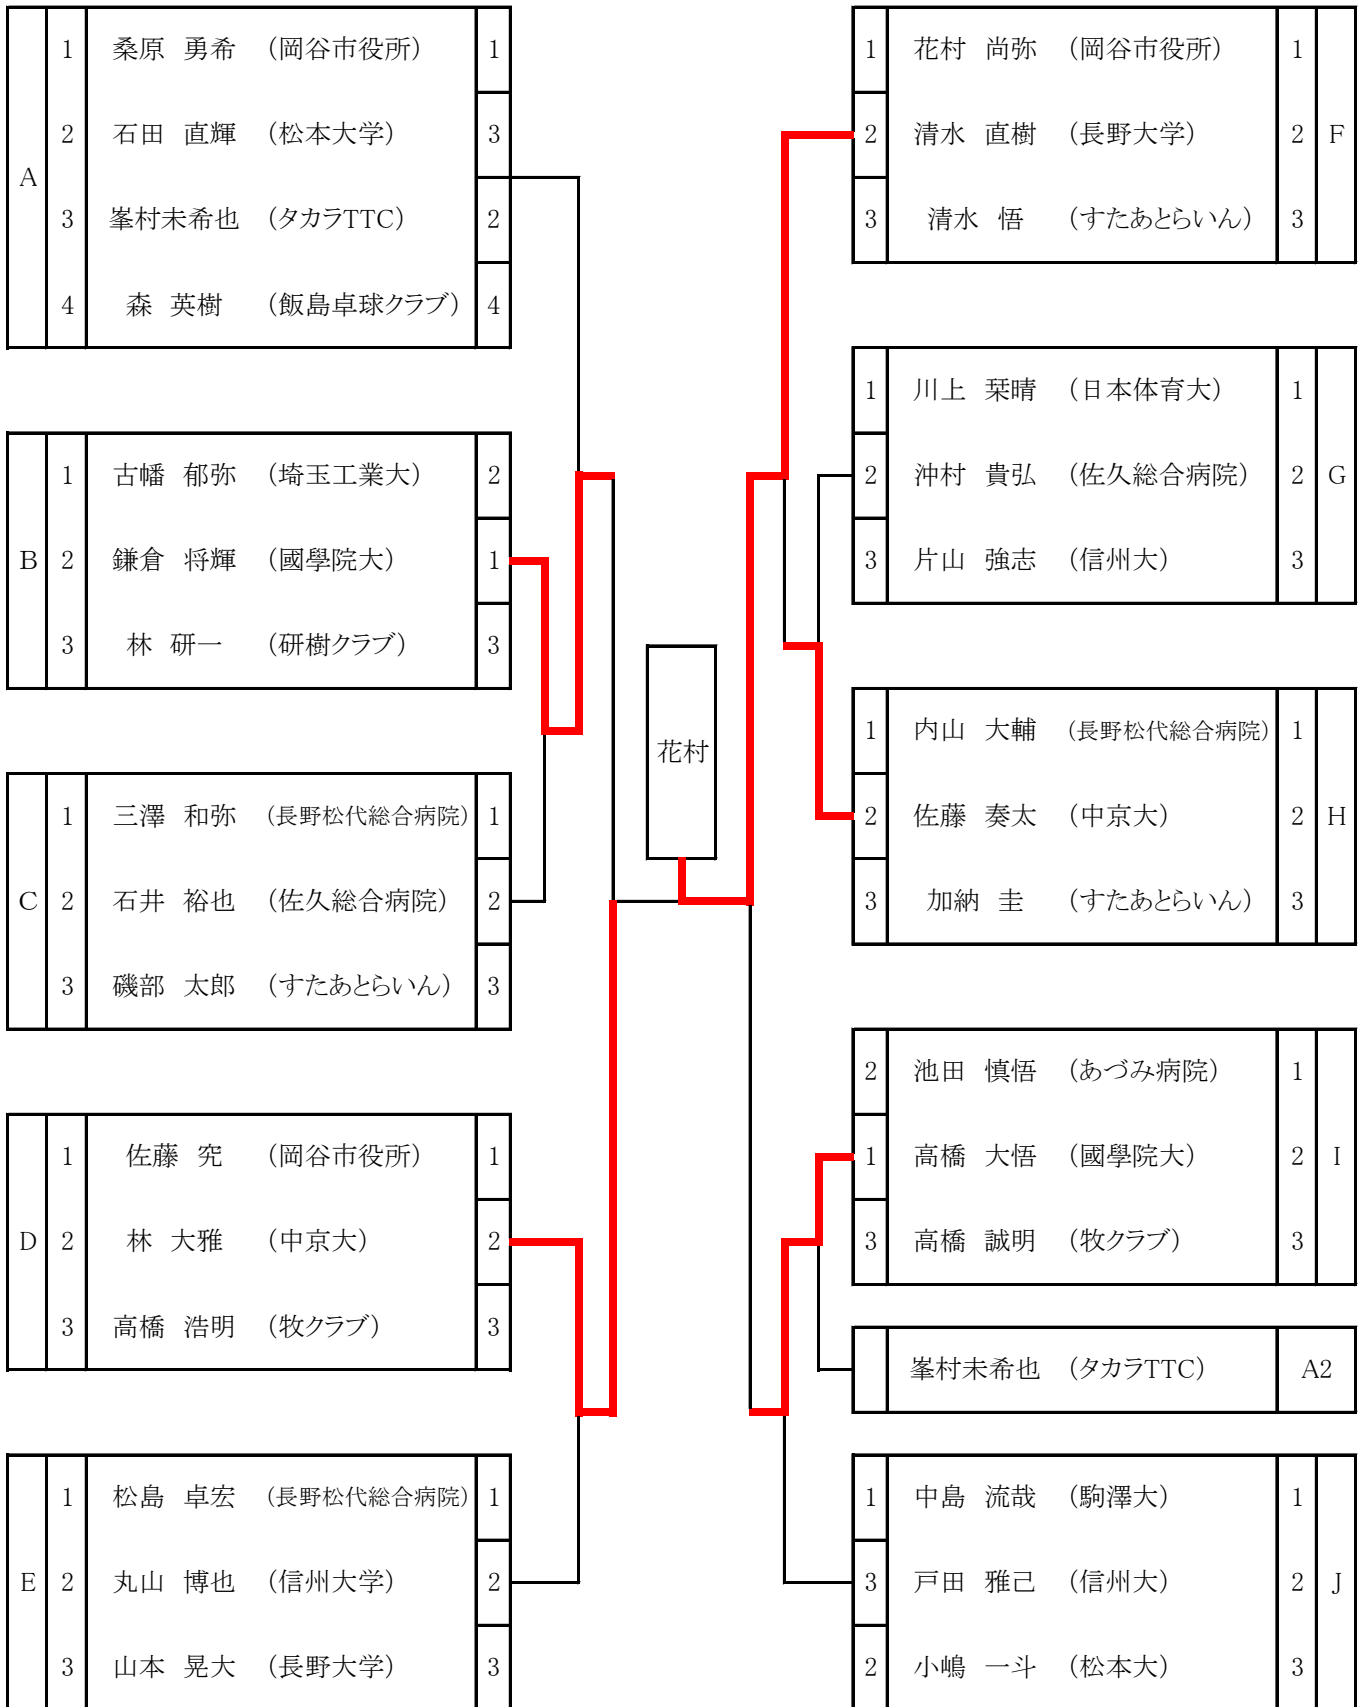 A
1 桑原 勇希 (岡谷市役所) 1
2 石田 直輝 (松本大学) 3
3 峯村未希也 (タカラTTC) 2
4 森 英樹 (飯島卓球クラブ) 4
B
1 古幡 郁弥 (埼玉工業大) 2
2 鎌倉 将輝 (國學院大) 1
3 林 研一 (研樹クラブ) 3
C
1 三澤 和弥 (長野松代総合病院) 1
2 石井 裕也 (佐久総合病院) 2
3 磯部 太郎 (すたあとらいん) 3
D
1 佐藤 究 (岡谷市役所) 1
2 林 大雅 (中京大) 2
3 高橋 浩明 (牧クラブ) 3
E
1 松島 卓宏 (長野松代総合病院) 1
2 丸山 博也 (信州大学) 2
3 山本 晃大 (長野大学) 3
花村
1 花村 尚弥 (岡谷市役所) 1
2 清水 直樹 (長野大学) 2
3 清水 悟 (すたあとらいん) 3
F
1 川上 栞晴 (日本体育大) 1
2 沖村 貴弘 (佐久総合病院) 2
3 片山 強志 (信州大) 3
G
1 内山 大輔 (長野松代総合病院) 1
2 佐藤 奏太 (中京大) 2
3 加納 圭 (すたあとらいん) 3
H
2 池田 慎悟 (あづみ病院) 1
1 高橋 大悟 (國學院大) 2
3 高橋 誠明 (牧クラブ) 3
I
峯村未希也 (タカラTTC) A2
1 中島 流哉 (駒澤大) 1
3 戸田 雅己 (信州大) 2
2 小嶋 一斗 (松本大) 3
J